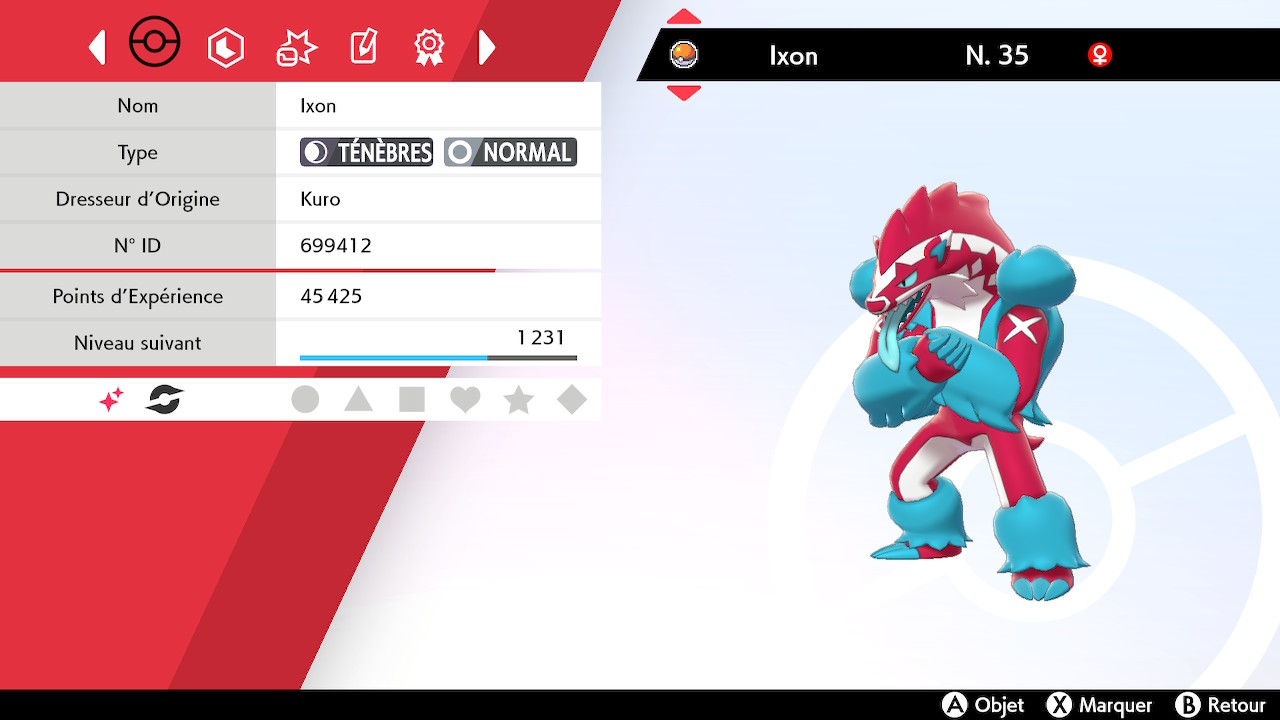 Ixon N. 35
Nom Ixon
Type TÉNÈBRES NORMAL
Dresseur d’Origine Kuro
N° ID 699412
Points d’Expérience 45 425
Niveau suivant 1 231
A Objet X Marquer B Retour